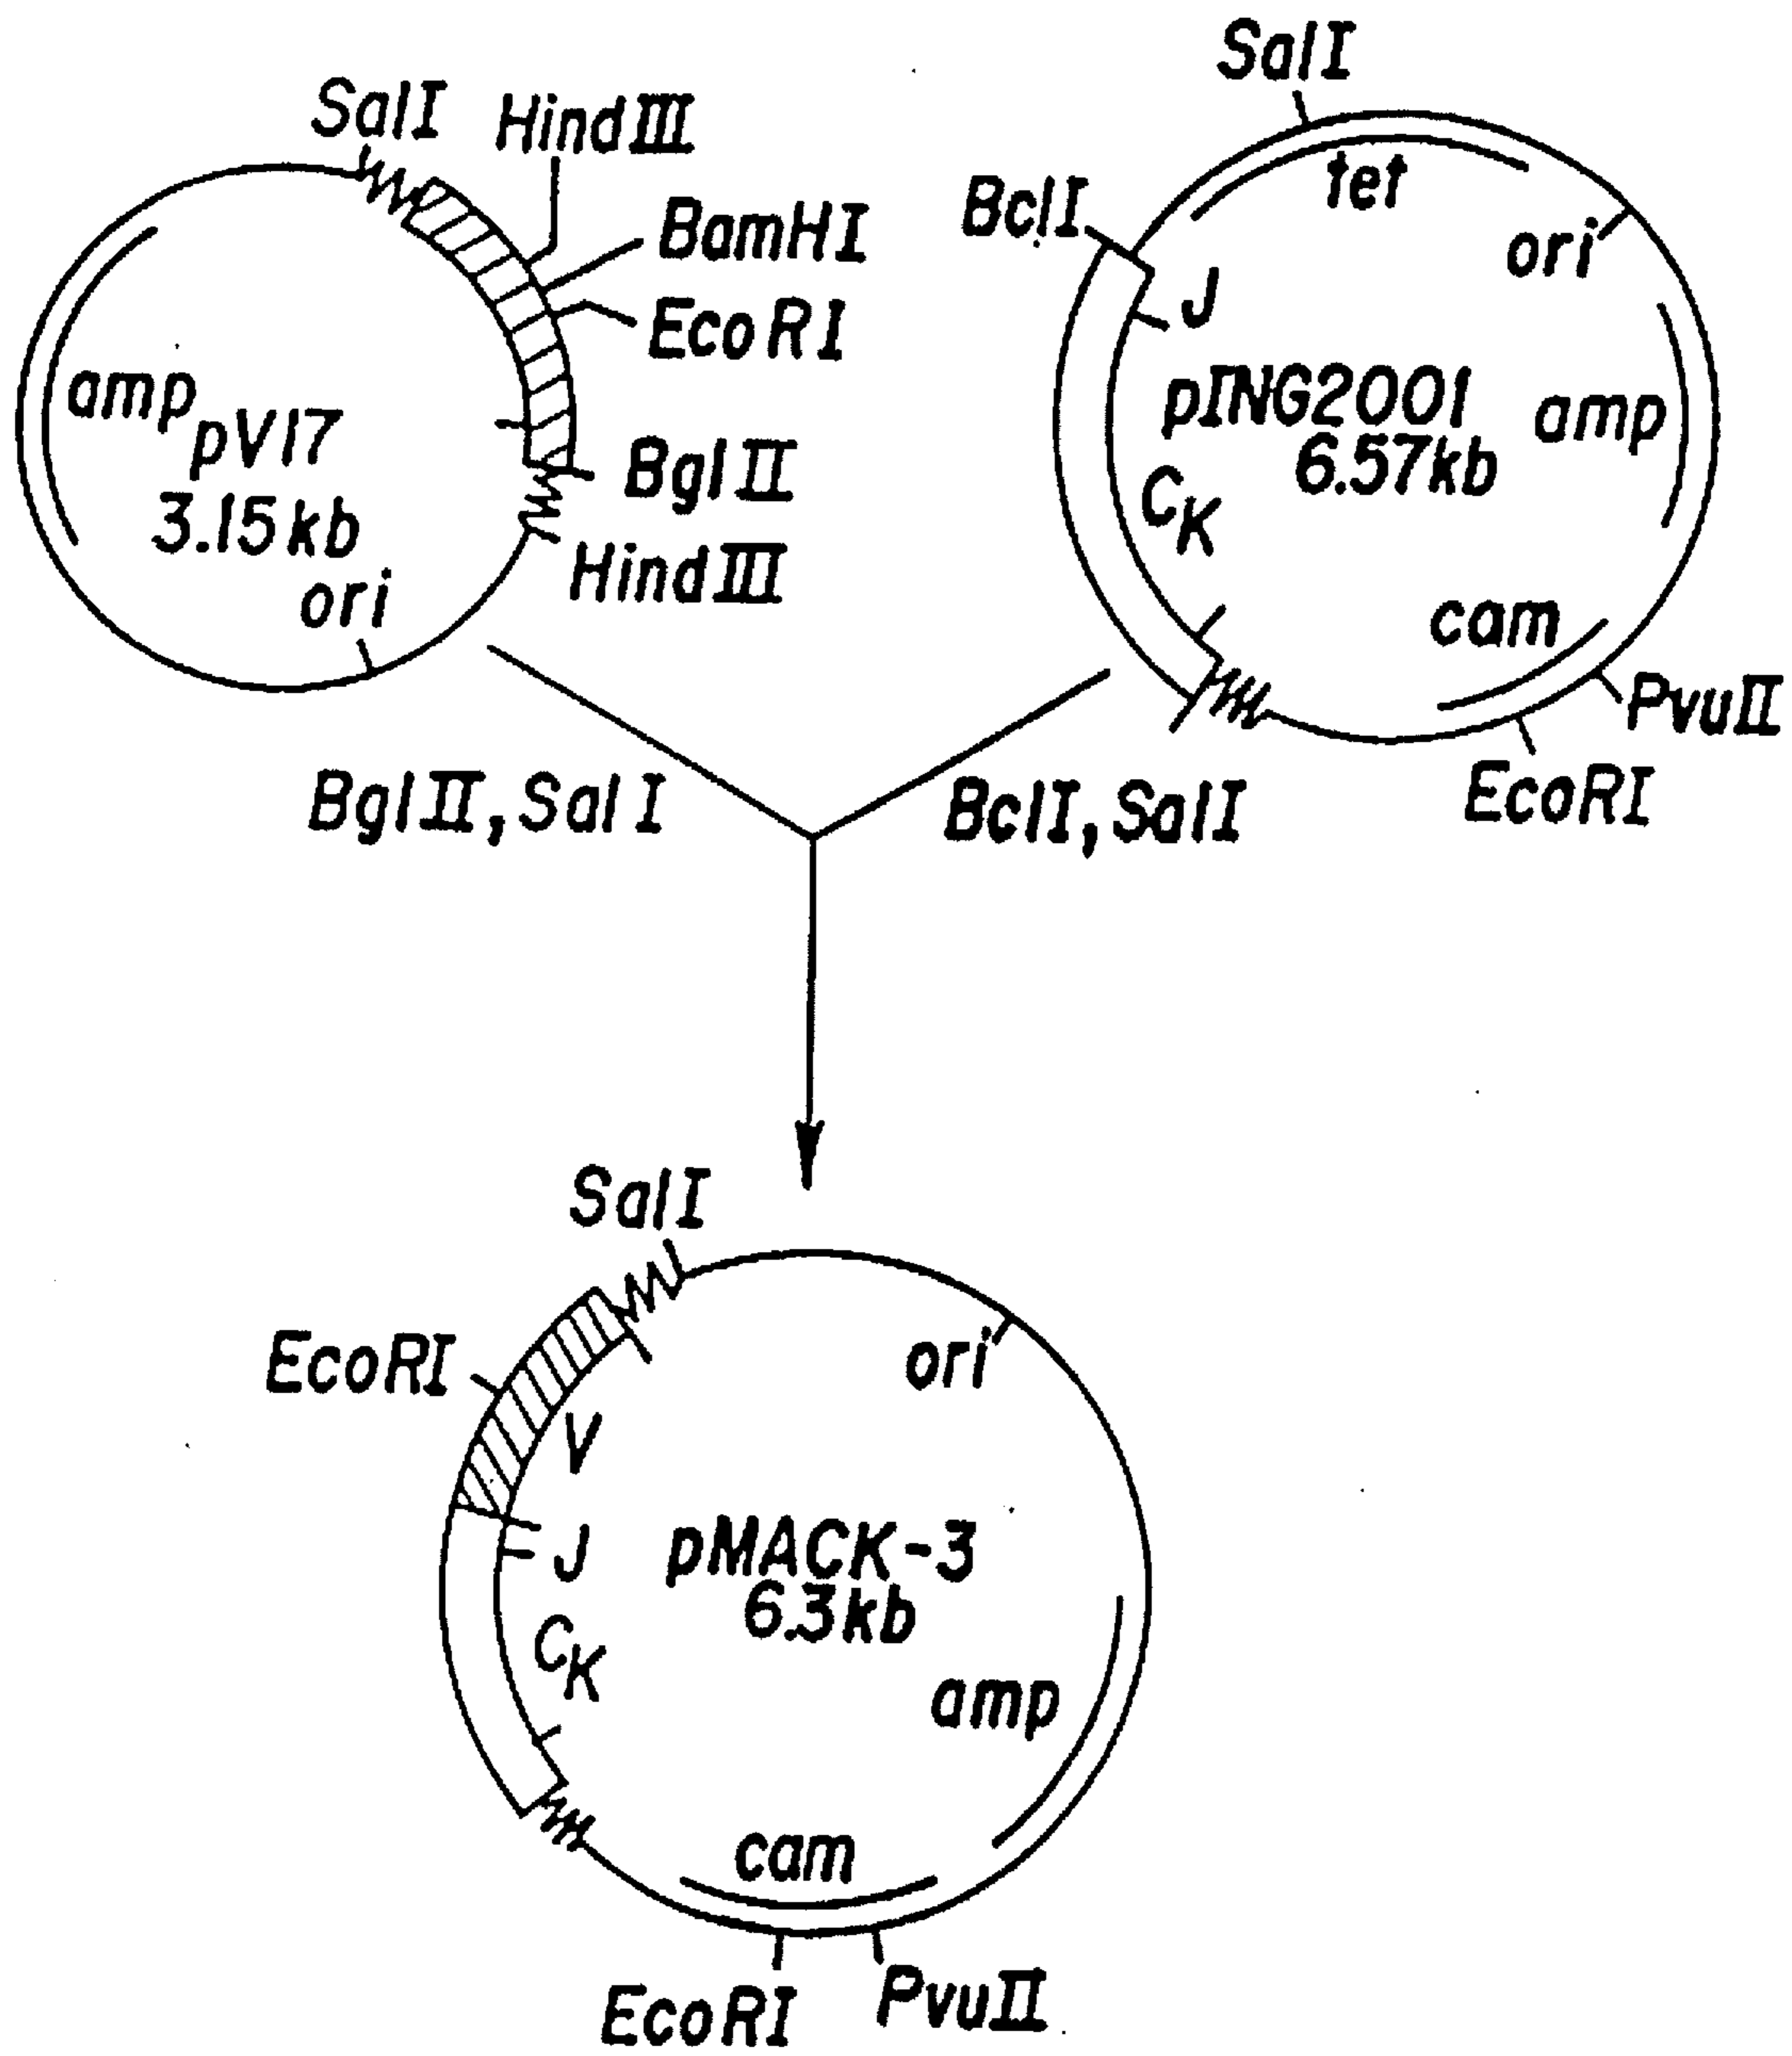 SalI
HindIII
BamHI
EcoRI
amp
pV17
3.15kb
BglII
HindIII
ori
SalI
BclI
tet
ori
J
pING2001
6.57kb
amp
CK
cam
PvuII
EcoRI
BglII, SalI
BclI, SalI
SalI
EcoRI
ori
V
J
pMACK-3
6.3kb
CK
amp
cam
EcoRI
PvuII